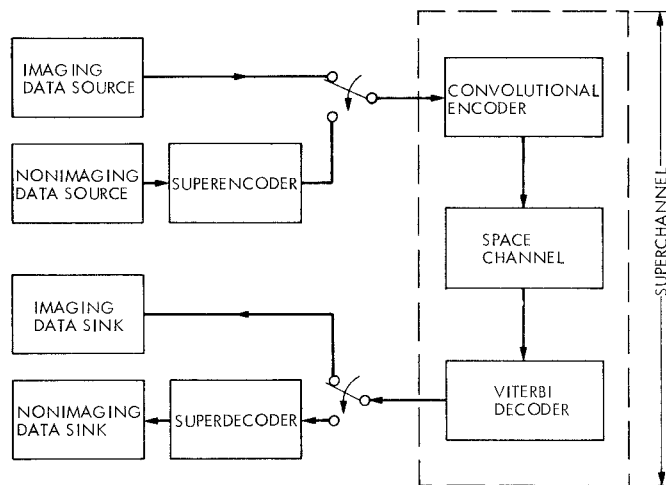 IMAGING
DATA SOURCE
CONVOLUTIONAL
ENCODER
NONIMAGING
DATA SOURCE
SUPERENCODER
SPACE
CHANNEL
SUPERCHANNEL
IMAGING
DATA SINK
NONIMAGING
DATA SINK
SUPERDECODER
VITERBI
DECODER